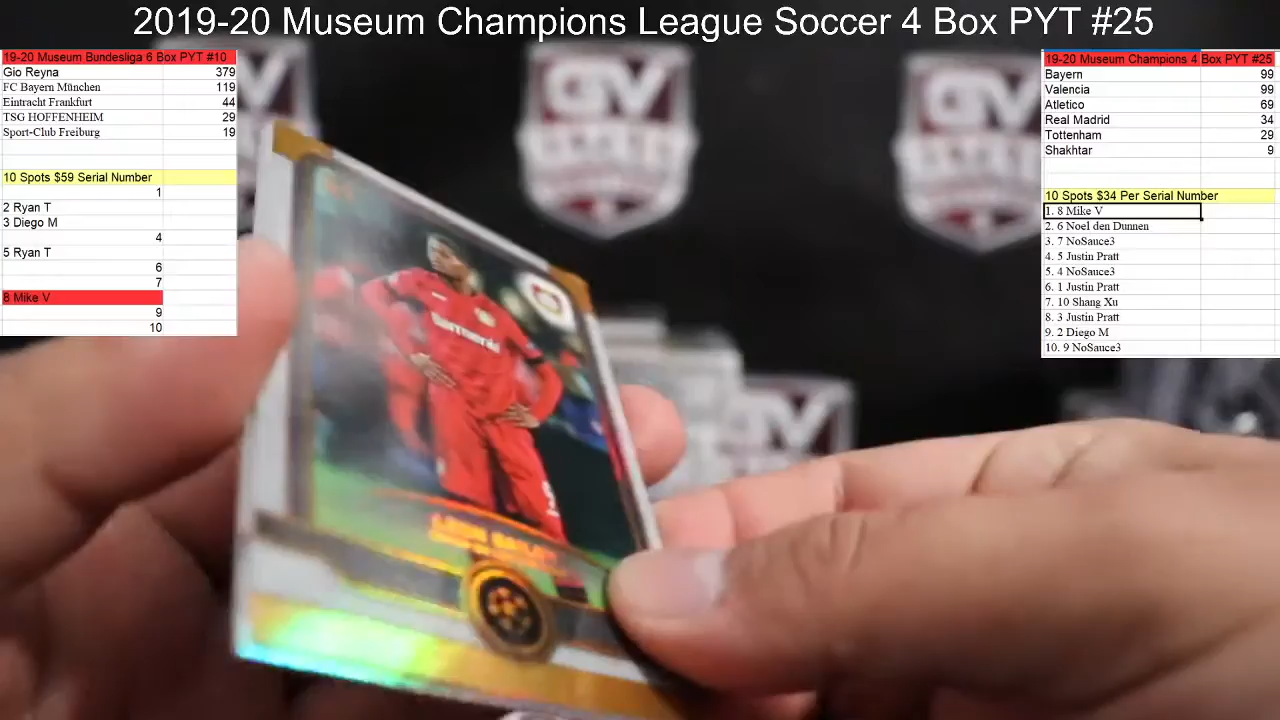 2019-20 Museum Champions League Soccer 4 Box PYT #25
19-20 Museum Bundesliga 6 Box PYT #10
Gio Reyna 379
FC Bayern München 119
Eintracht Frankfurt 44
TSG HOFFENHEIM 29
Sport-Club Freiburg 19
10 Spots $59 Serial Number
1
2 Ryan T
3 Diego M
4
5 Ryan T
6
7
8 Mike V
9
10
19-20 Museum Champions 4 Box PYT #25
Bayern 99
Valencia 99
Atletico 69
Real Madrid 34
Tottenham 29
Shakhtar 9
10 Spots $34 Per Serial Number
1. 8 Mike V
2. 6 Noel den Dunnen
3. 7 NoSauce3
4. 5 Justin Pratt
5. 4 NoSauce3
6. 1 Justin Pratt
7. 10 Shang Xu
8. 3 Justin Pratt
9. 2 Diego M
10. 9 NoSauce3
GV
GV
GV